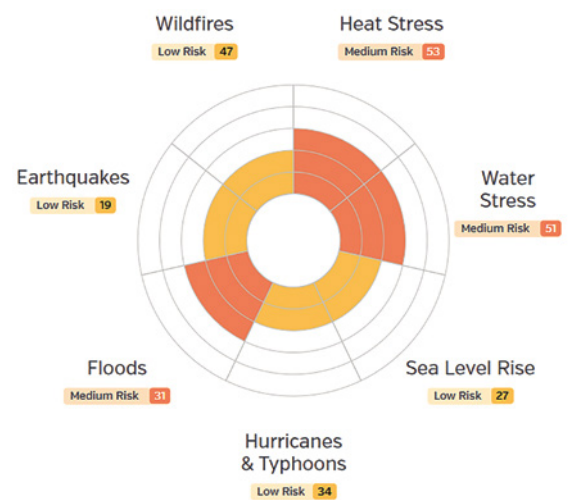 Wildfires
Low Risk 47
Heat Stress
Medium Risk 53
Earthquakes
Low Risk 19
Water
Stress
Medium Risk 51
Floods
Medium Risk 31
Sea Level Rise
Low Risk 27
Hurricanes
& Typhoons
Low Risk 34